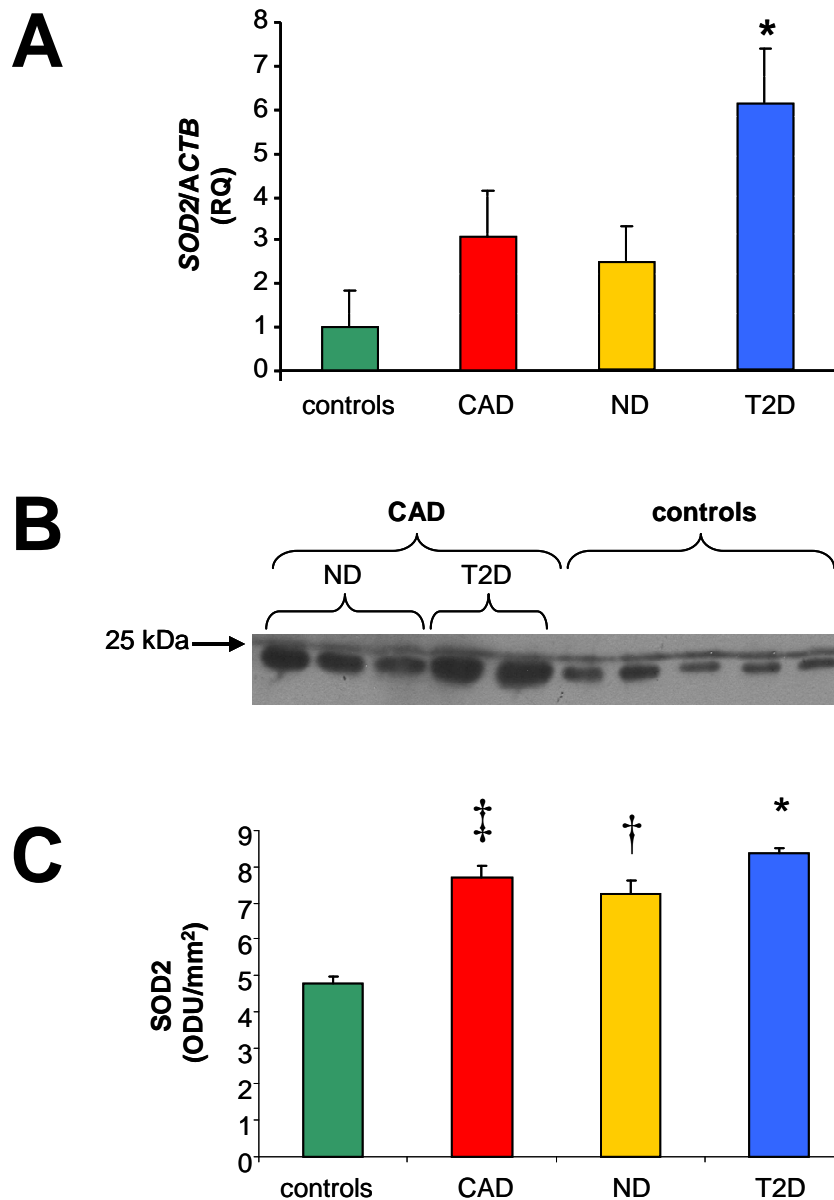 A
8
7
6
5
4
3
2
1
0
SOD2/ACTB
(RQ)
*
controls CAD ND T2D
B
CAD controls
ND T2D
25 kDa
C
9
8
7
6
5
4
3
2
1
0
SOD2
(ODU/mm²)
‡ † *
controls CAD ND T2D